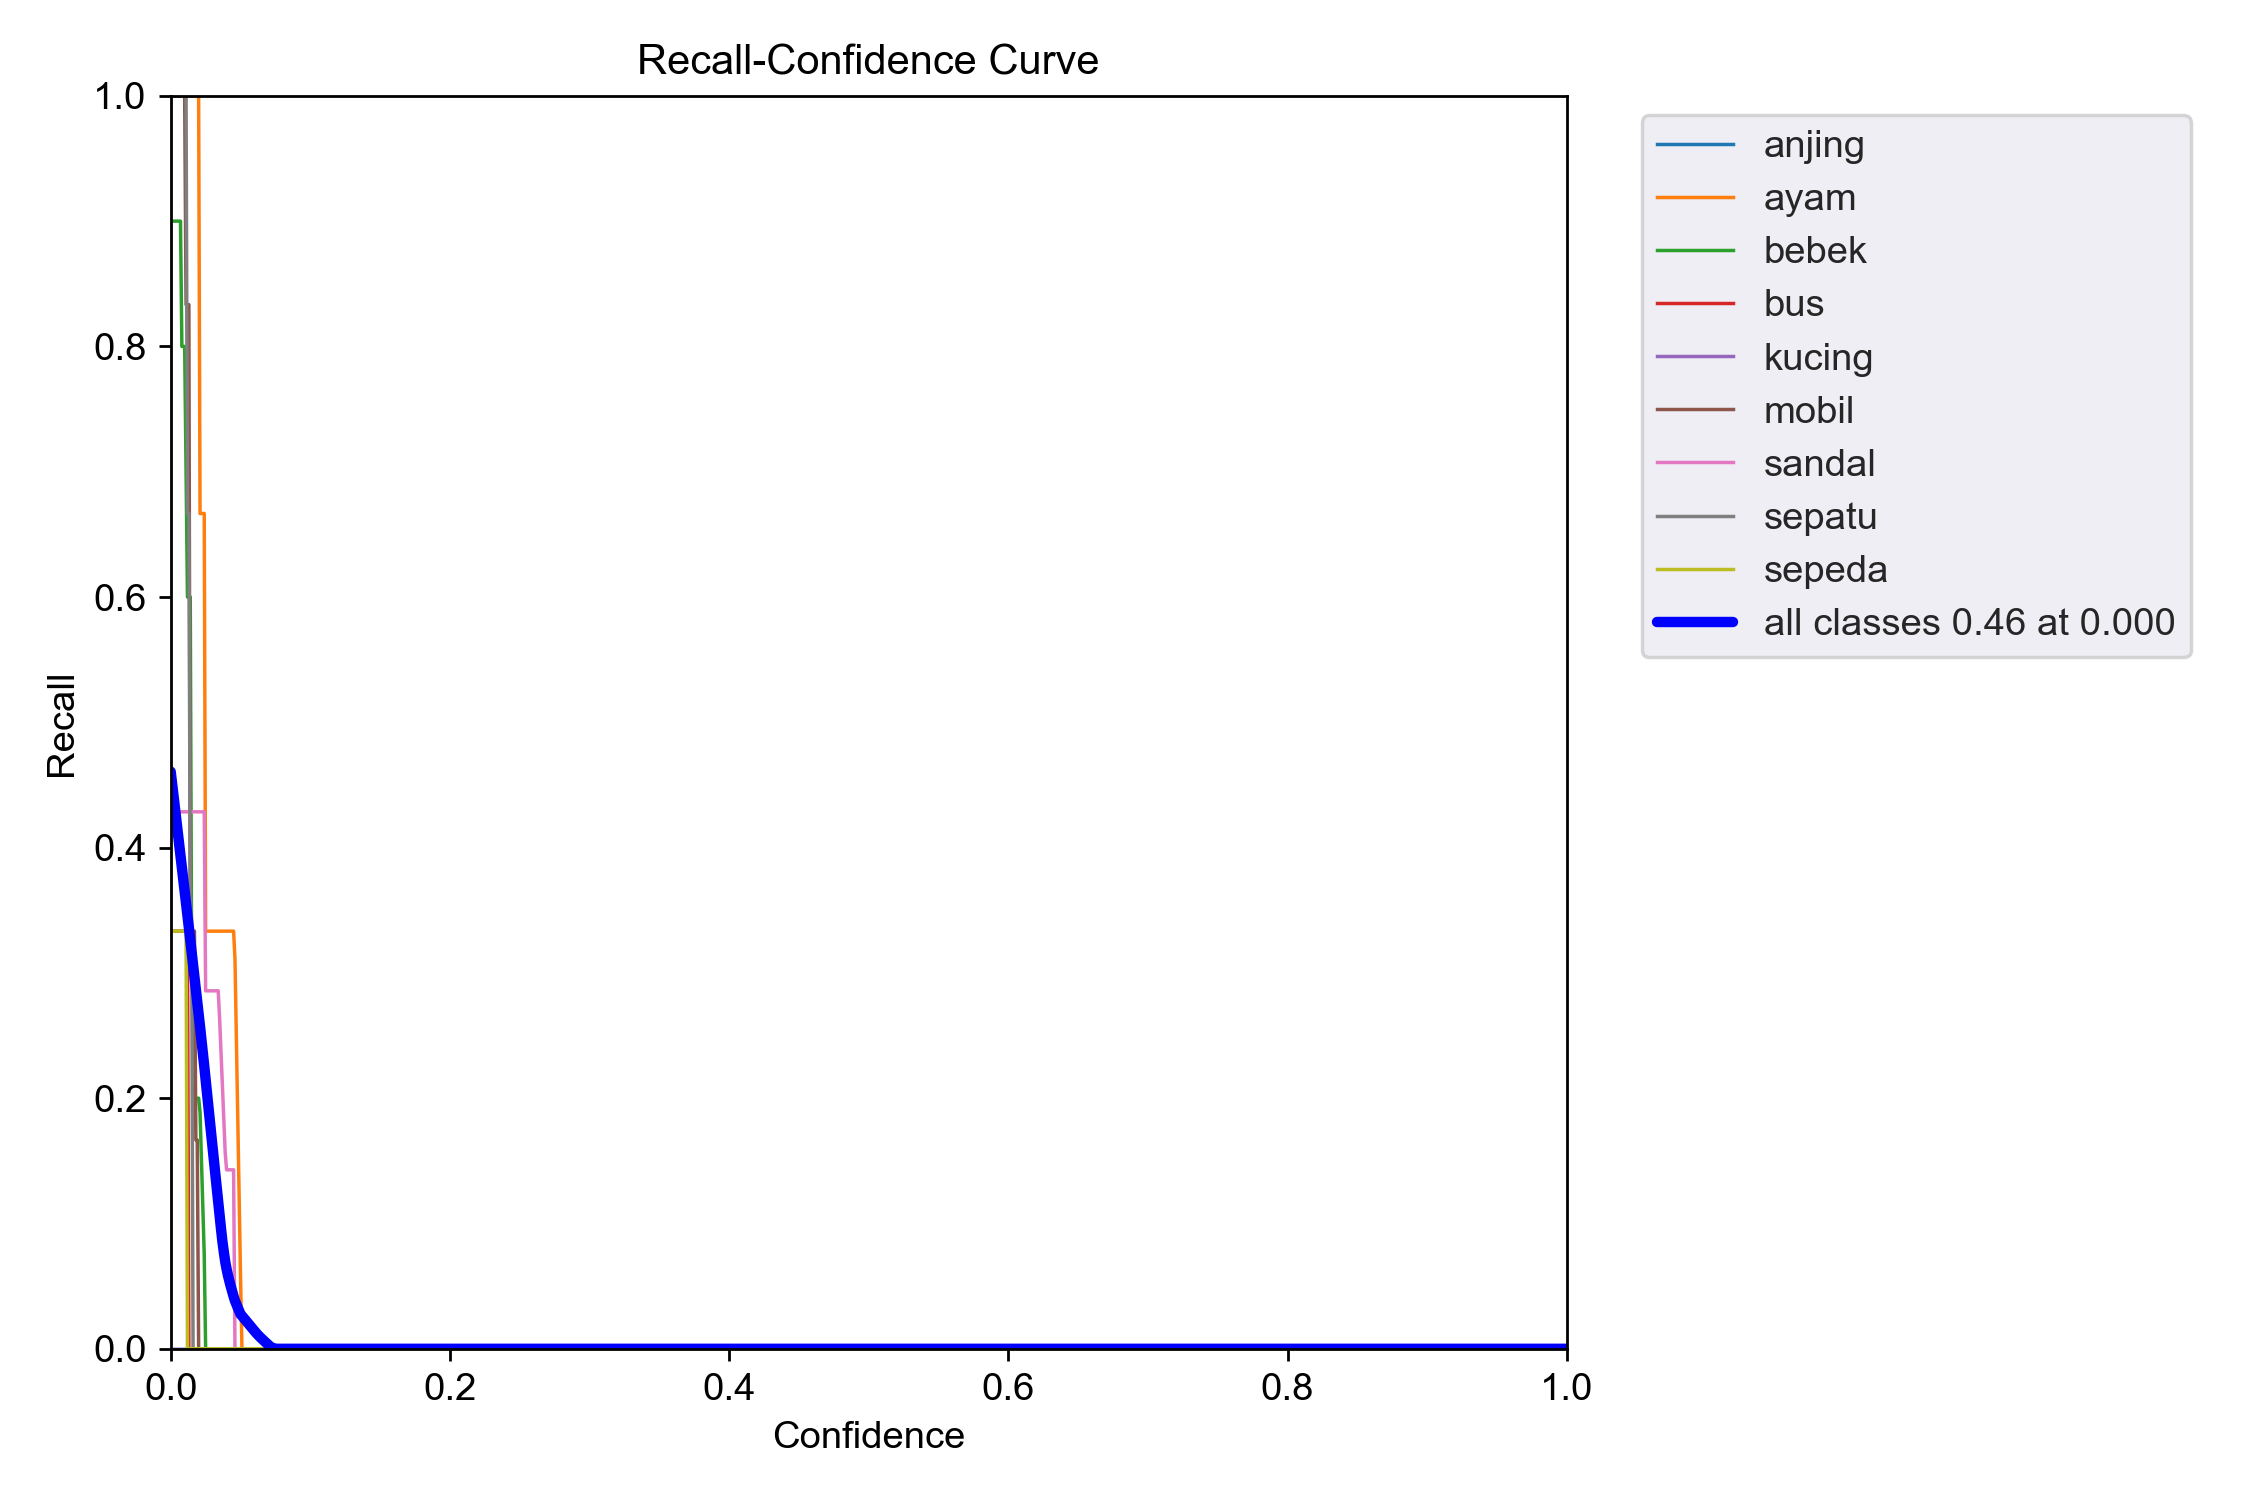 Recall-Confidence Curve
1.0
0.8
0.6
0.4
0.2
0.0
Recall
0.0 0.2 0.4 0.6 0.8 1.0
Confidence
anjing
ayam
bebek
bus
kucing
mobil
sandal
sepatu
sepeda
all classes 0.46 at 0.000